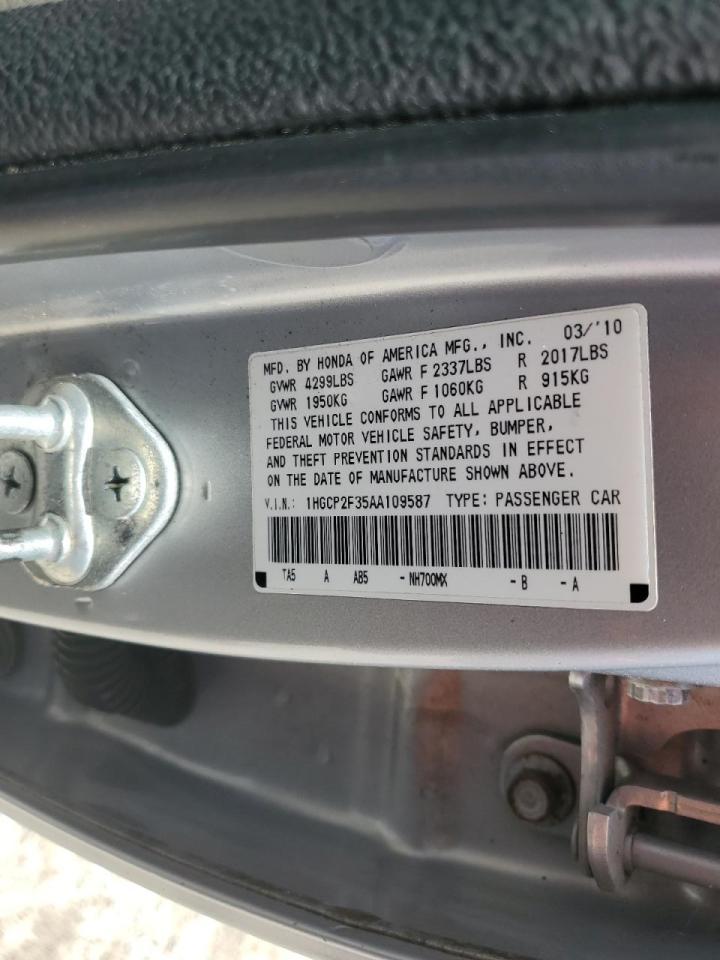 MFD. BY HONDA OF AMERICA MFG., INC. 03/'10
GVWR 4299LBS GAWR F 2337LBS R 2017LBS
GVWR 1950KG GAWR F 1060KG R 915KG
THIS VEHICLE CONFORMS TO ALL APPLICABLE
FEDERAL MOTOR VEHICLE SAFETY, BUMPER,
AND THEFT PREVENTION STANDARDS IN EFFECT
ON THE DATE OF MANUFACTURE SHOWN ABOVE.
V.I.N.: 1HGCP2F35AA109587 TYPE: PASSENGER CAR
TA5 A AB5 -NH700MX -B -A